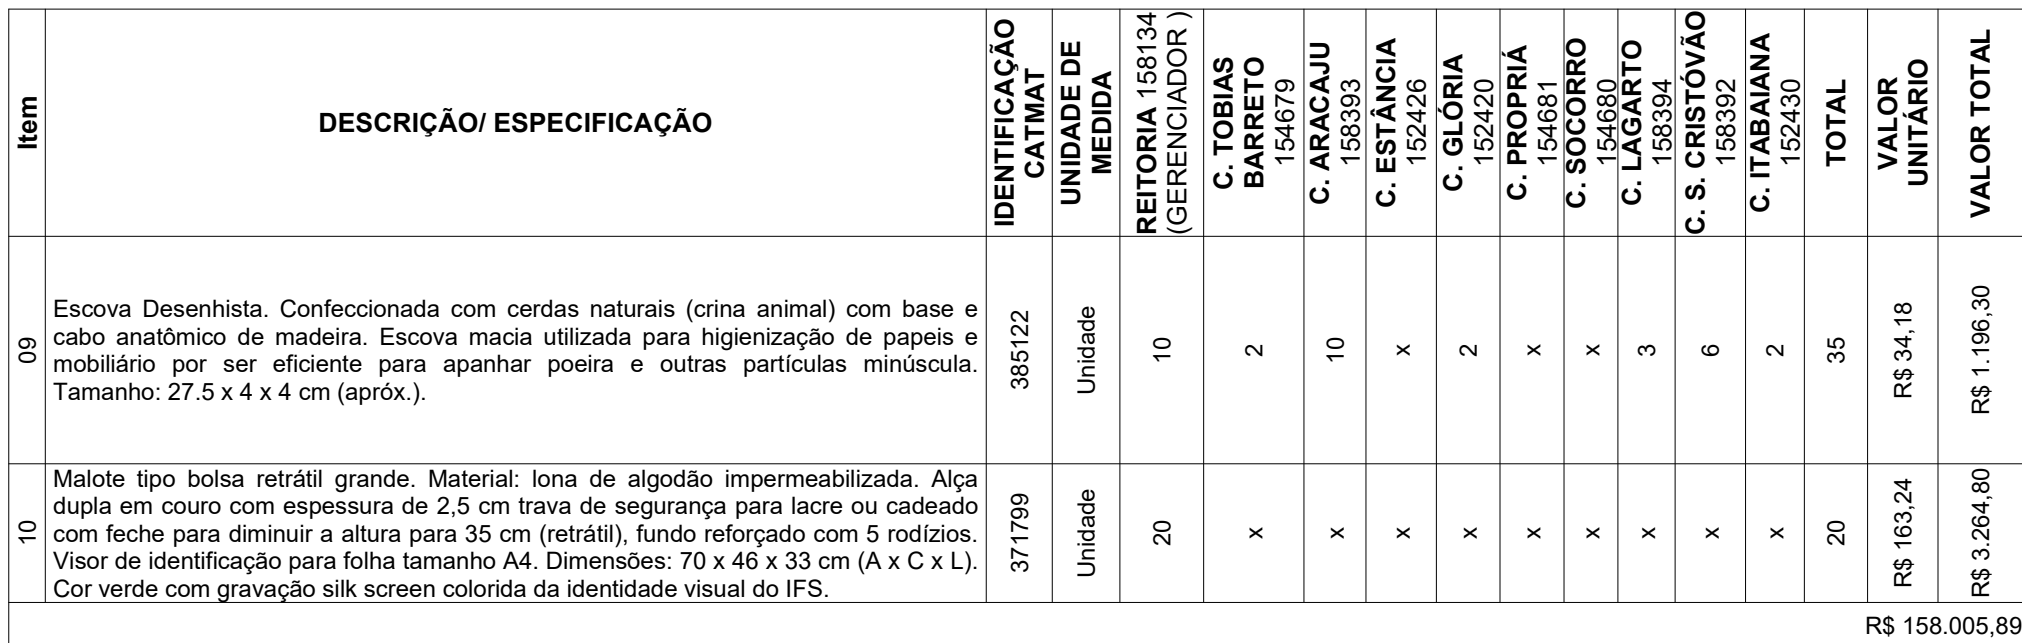 Item
DESCRIÇÃO/ ESPECIFICAÇÃO
IDENTIFICAÇÃO
CATMAT
UNIDADE DE
MEDIDA
REITORIA 158134
(GERENCIADOR )
C. TOBIAS
BARRETO
154679
C. ARACAJU
158393
C. ESTÂNCIA
152426
C. GLÓRIA
152420
C. PROPRIÁ
154681
C. SOCORRO
154680
C. LAGARTO
158394
C. S. CRISTÓVÃO
158392
C. ITABAIANA
152430
TOTAL
VALOR
UNITÁRIO
VALOR TOTAL
09
Escova Desenhista. Confeccionada com cerdas naturais (crina animal) com base e
cabo anatômico de madeira. Escova macia utilizada para higienização de papeis e
mobiliário por ser eficiente para apanhar poeira e outras partículas minúscula.
Tamanho: 27.5 x 4 x 4 cm (apróx.).
385122
Unidade
10
2
10
x
2
x
x
3
6
2
35
R$ 34,18
R$ 1.196,30
10
Malote tipo bolsa retrátil grande. Material: lona de algodão impermeabilizada. Alça
dupla em couro com espessura de 2,5 cm trava de segurança para lacre ou cadeado
com feche para diminuir a altura para 35 cm (retrátil), fundo reforçado com 5 rodízios.
Visor de identificação para folha tamanho A4. Dimensões: 70 x 46 x 33 cm (A x C x L).
Cor verde com gravação silk screen colorida da identidade visual do IFS.
371799
Unidade
20
x
x
x
x
x
x
x
x
x
20
R$ 163,24
R$ 3.264,80
R$ 158.005,89